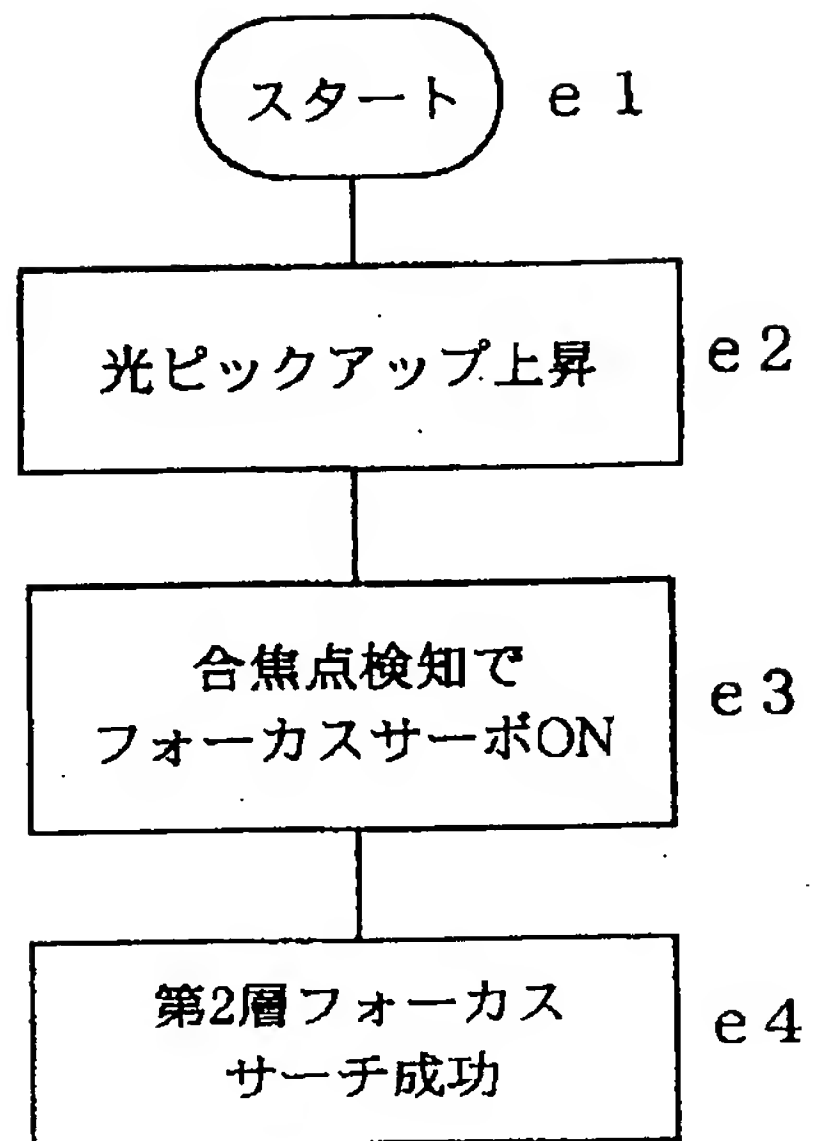 スタート e 1
光ピックアップ上昇 e 2
合焦点検知で
フォーカスサーボON e 3
第2層フォーカス
サーチ成功 e 4